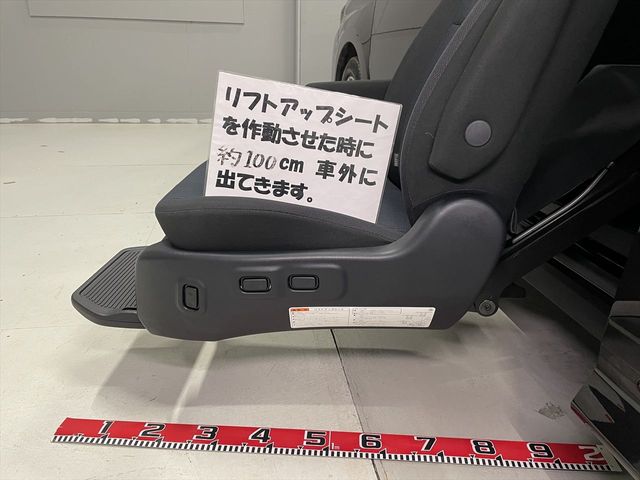 リフトアップシート
を作動させた時に
約100cm 車外に
出てきます。
1 2 3 4 5 6 7 8 9 2